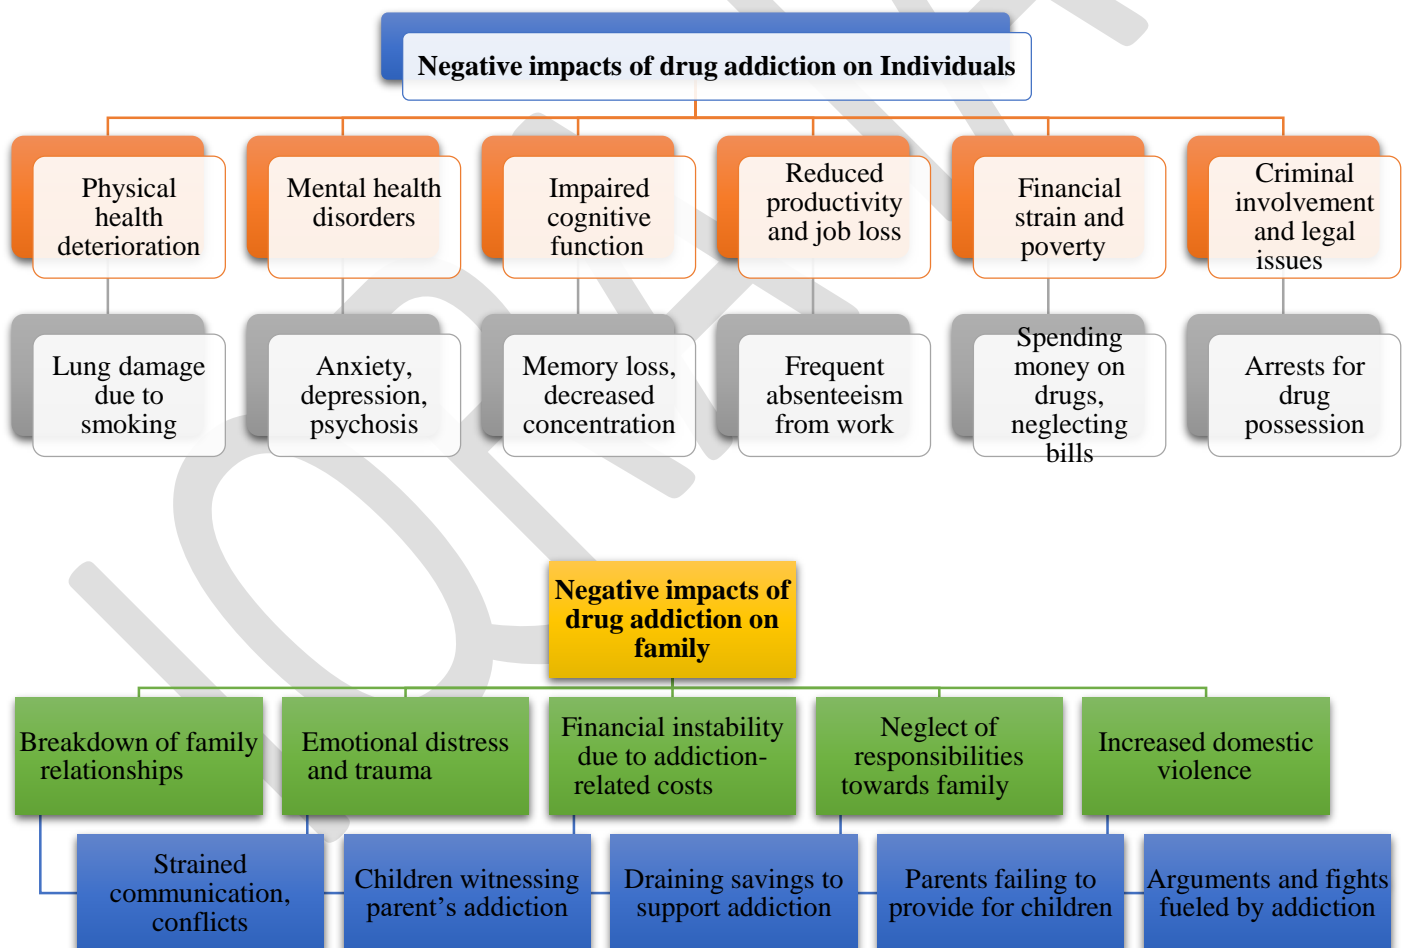 Negative impacts of drug addiction on Individuals
Physical
health
deterioration
Mental health
disorders
Impaired
cognitive
function
Reduced
productivity
and job loss
Financial
strain and
poverty
Criminal
involvement
and legal
issues
Lung damage
due to
smoking
Anxiety,
depression,
psychosis
Memory loss,
decreased
concentration
Frequent
absenteeism
from work
Spending
money on
drugs,
neglecting
bills
Arrests for
drug
possession
Negative impacts of
drug addiction on
family
Breakdown of family
relationships
Emotional distress
and trauma
Financial instability
due to addiction-
related costs
Neglect of
responsibilities
towards family
Increased domestic
violence
Strained
communication,
conflicts
Children witnessing
parent’s addiction
Draining savings to
support addiction
Parents failing to
provide for children
Arguments and fights
fueled by addiction